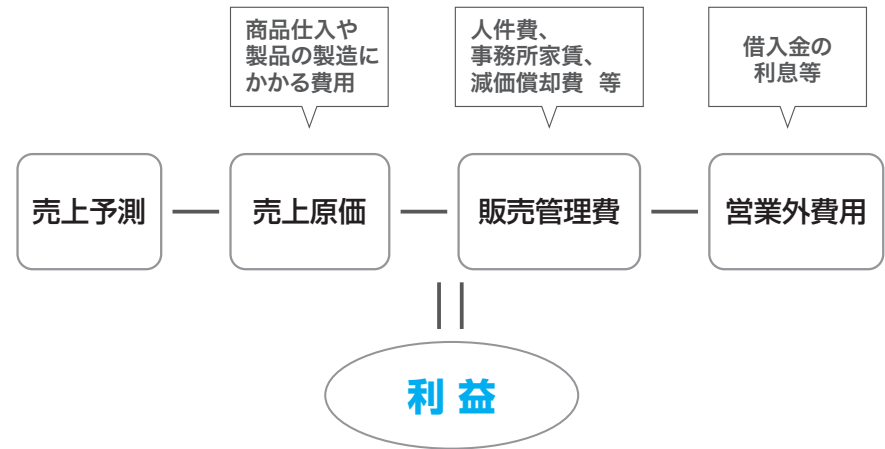 商品仕入や
製品の製造に
かかる費用
人件費、
事務所家賃、
減価償却費 等
借入金の
利息等
売上予測 — 売上原価 — 販売管理費 — 営業外費用
利益